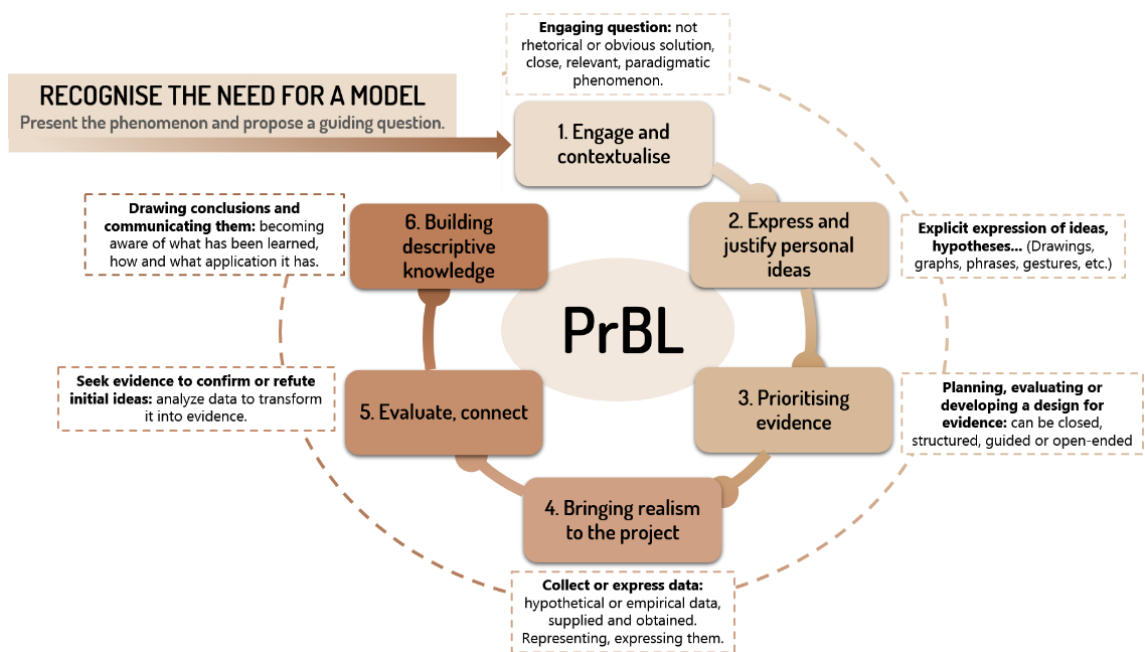 RECOGNISE THE NEED FOR A MODEL
Present the phenomenon and propose a guiding question.
Engaging question: not
rhetorical or obvious solution,
close, relevant, paradigmatic
phenomenon.
1. Engage and
contextualise
2. Express and
justify personal
ideas
Explicit expression of ideas,
hypotheses... (Drawings,
graphs, phrases, gestures, etc.)
3. Prioritising
evidence
Planning, evaluating or
developing a design for
evidence: can be closed,
structured, guided or open-ended
4. Bringing realism
to the project
Collect or express data:
hypothetical or empirical data,
supplied and obtained.
Representing, expressing them.
5. Evaluate, connect
Seek evidence to confirm or refute
initial ideas: analyze data to transform
it into evidence.
6. Building
descriptive
knowledge
Drawing conclusions and
communicating them: becoming
aware of what has been learned,
how and what application it has.
PrBL